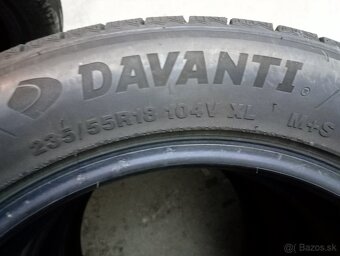 DAVANTI®
235/55R18 104V XL M+S
Bazos.sk